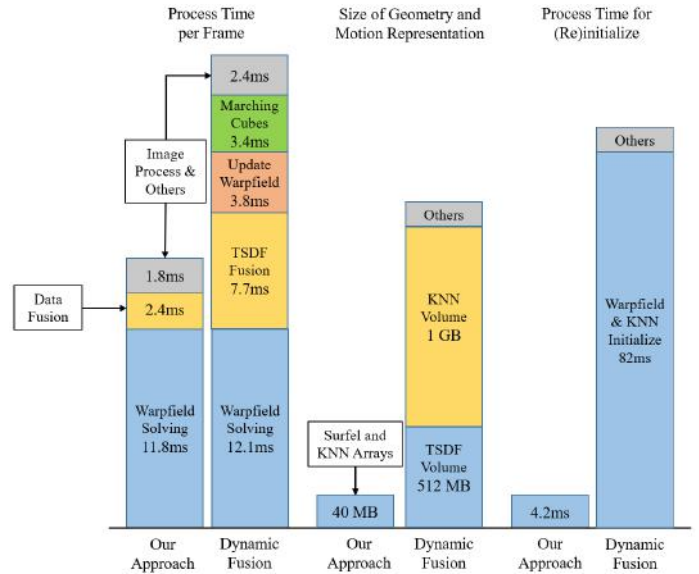 Process Time
per Frame
Size of Geometry and
Motion Representation
Process Time for
(Re)initialize
2.4ms
Marching
Cubes
3.4ms
Image
Process &
Others
Update
Warpfield
3.8ms
TSDF
Fusion
7.7ms
1.8ms
Data
Fusion
2.4ms
Warpfield
Solving
11.8ms
Warpfield
Solving
12.1ms
Others
KNN
Volume
1 GB
Surfel and
KNN Arrays
TSDF
Volume
512 MB
40 MB
Others
Warpfield
& KNN
Initialize
82ms
4.2ms
Our
Approach
Dynamic
Fusion
Our
Approach
Dynamic
Fusion
Our
Approach
Dynamic
Fusion